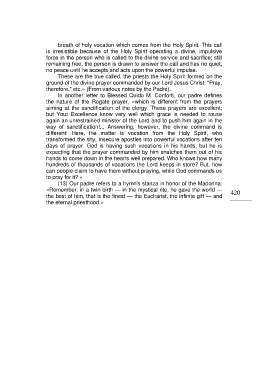 breath of holy vocation which comes from the Holy Spirit. This call
is irresistible because of the Holy Spirit operating a divine, impulsive
force in the person who is called to the divine service and sacrifice; still
remaining free, the person is drawn to answer the call and has no quiet,
no peace until he accepts and acts upon the powerful impulse.
These are the true called, the priests the Holy Spirit formed on the
ground of the divine prayer commanded by our Lord Jesus Christ: "Pray,
therefore," etc.» (From various notes by the Padre).
In another letter to Blessed Guido M. Conforti, our padre defines
the nature of the Rogate prayer, «which is different from the prayers
aiming at the sanctification of the clergy. These prayers are excellent;
but Your Excellence know very well which grace is needed to rouse
again an unrestrained minister of the Lord and to push him again in the
way of sanctification!... Answering, however, the divine command is
different! Here, the matter is vocation from the Holy Spirit, who
transformed the shy, insecure apostles into powerful vocations after ten
days of prayer. God is having such vocations in his hands, but he is
expecting that the prayer commanded by him snatches them out of his
hands to come down in the hearts well prepared. Who knows how many
hundreds of thousands of vocations the Lord keeps in store? But, how
can people claim to have them without praying, while God commands us
to pray for it? «
(13) Our padre refers to a hymn's stanza in honor of the Madonna:
«Remember: in a twin birth — in the mystical rite, he gave the world —
the best of him, that is the finest — the Eucharist, the infinite gift — and
the eternal priesthood.»
420